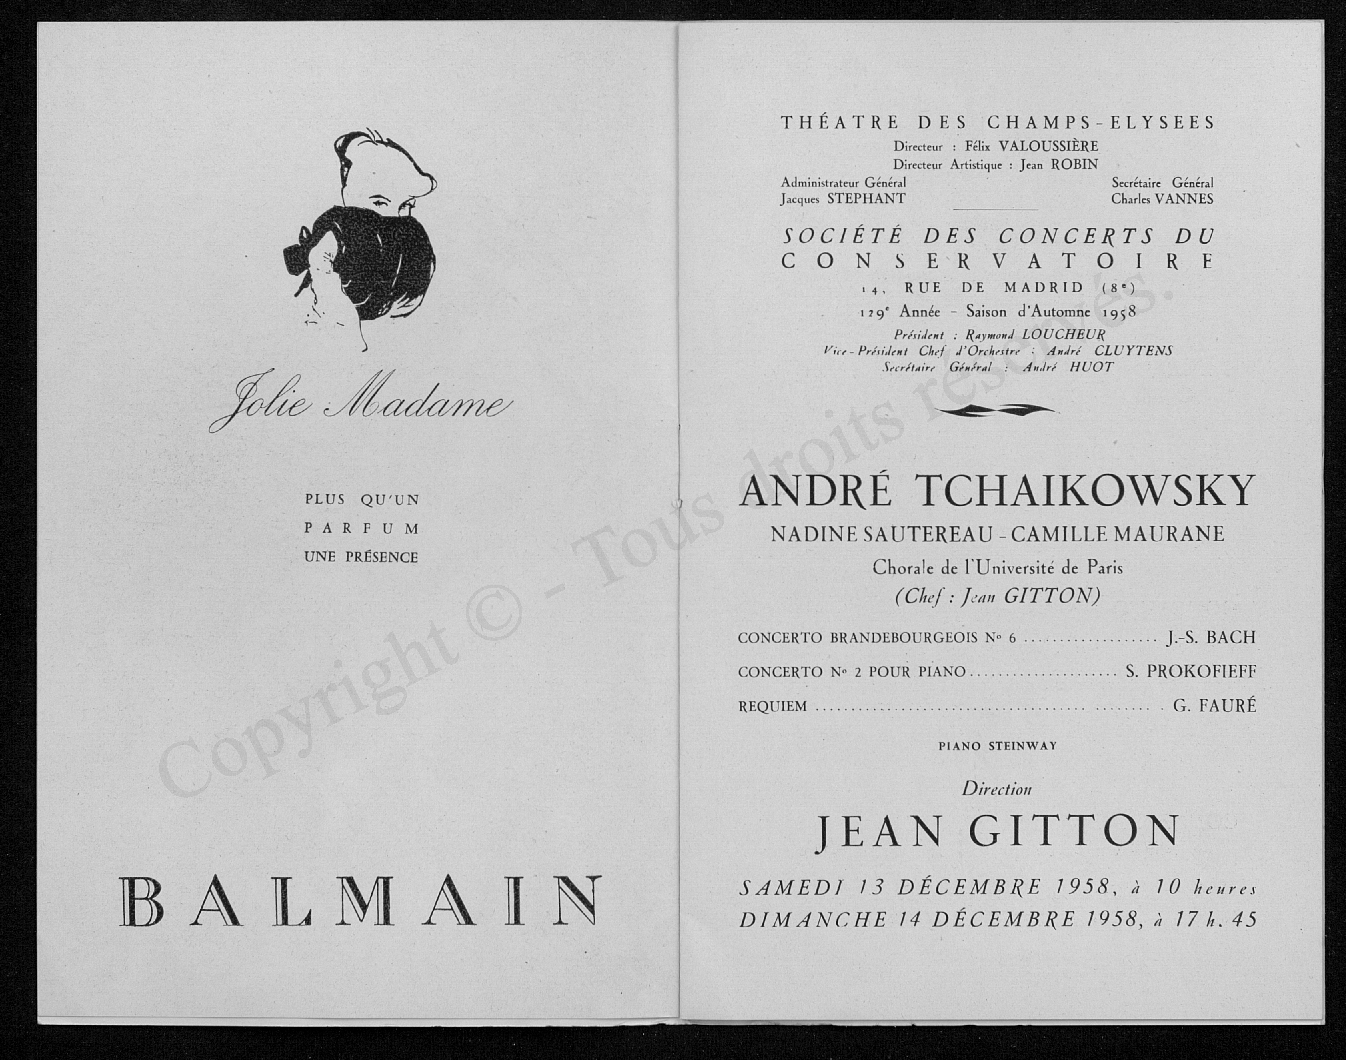 Jolie Madame
PLUS QU'UN
PARFUM
UNE PRÉSENCE
BALMAIN
THÉATRE DES CHAMPS-ELYSEES
Directeur : Félix VALOUSSIÈRE
Directeur Artistique : Jean ROBIN
Administrateur Général
Jacques STEPHANT
Secrétaire Général
Charles VANNES
SOCIÉTÉ DES CONCERTS DU
CONSERVATOIRE
14, RUE DE MADRID (8e)
129e Année - Saison d'Automne 1958
Président : Raymond LOUCHEUR
Vice-Président Chef d'Orchestre : André CLUYTENS
Secrétaire Général : André HUOT
ANDRÉ TCHAIKOWSKY
NADINE SAUTEREAU - CAMILLE MAURANE
Chorale de l'Université de Paris
(Chef : Jean GITTON)
CONCERTO BRANDEBOURGEOIS No 6 ................... J.-S. BACH
CONCERTO No 2 POUR PIANO ..................... S. PROKOFIEFF
REQUIEM ................................................ G. FAURÉ
PIANO STEINWAY
Direction
JEAN GITTON
SAMEDI 13 DÉCEMBRE 1958, à 10 heures
DIMANCHE 14 DÉCEMBRE 1958, à 17 h. 45
Copyright © - Tous droits réservés.